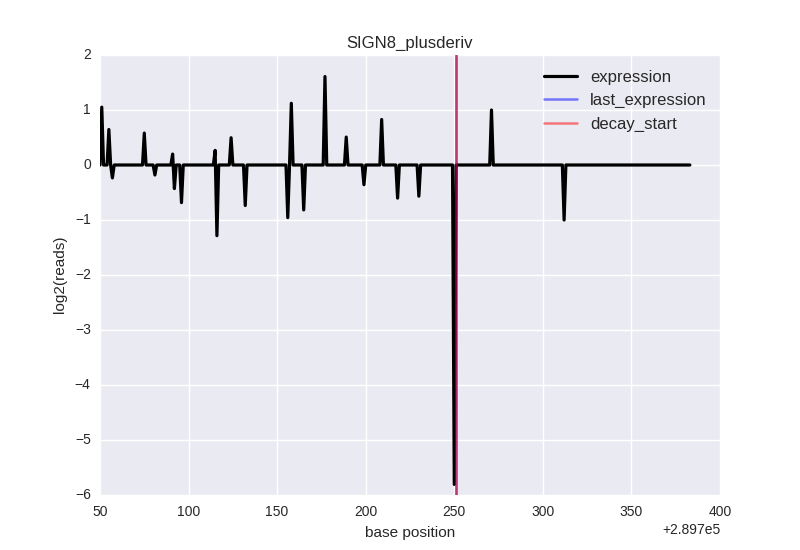 SIGN8_plusderiv
2
1
0
−1
−2
−3
−4
−5
−6
log2(reads)
expression
last_expression
decay_start
50 100 150 200 250 300 350 400
+2.897e5
base position